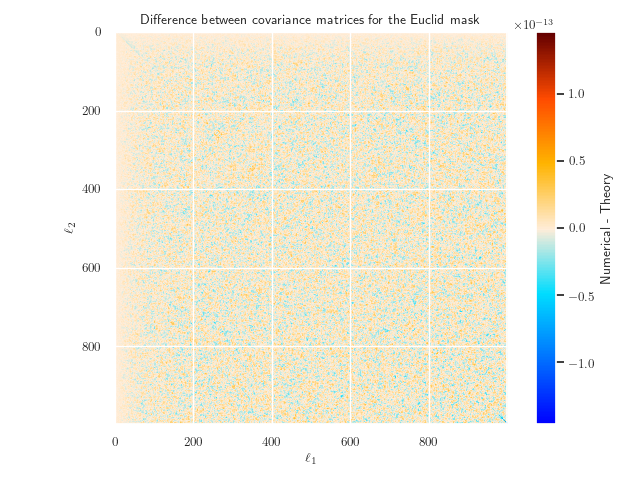 Difference between covariance matrices for the Euclid mask
×10⁻¹³
0
200
400
600
800
ℓ₂
0 200 400 600 800
ℓ₁
1.0
0.5
0.0
−0.5
−1.0
Numerical - Theory